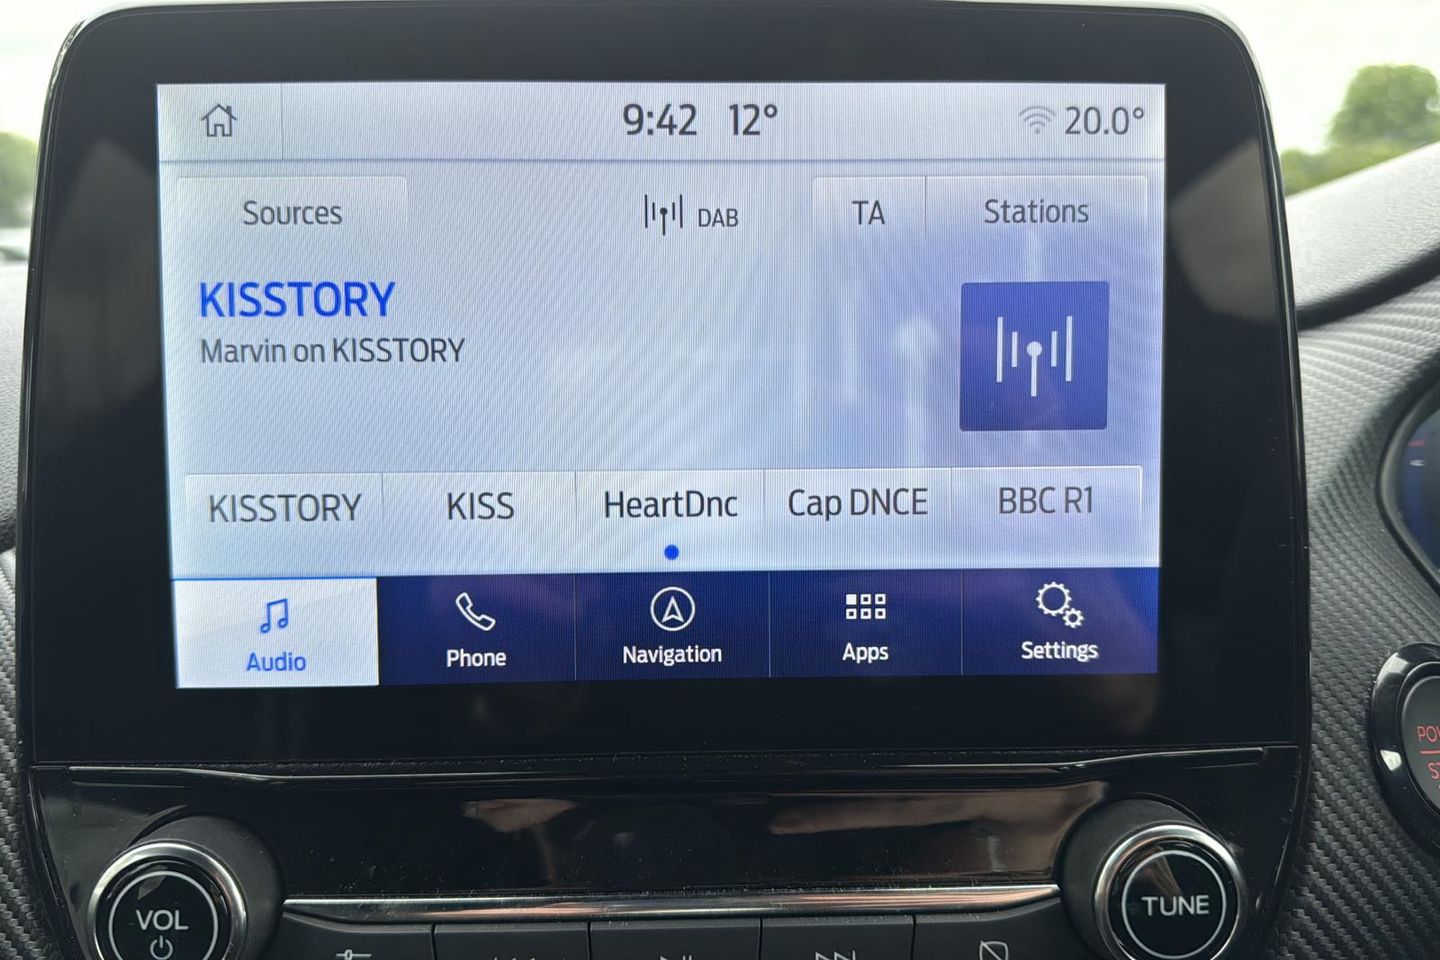 9:42 12° 20.0°
Sources DAB TA Stations
KISSTORY
Marvin on KISSTORY
KISSTORY KISS HeartDnc Cap DNCE BBC R1
Audio Phone Navigation Apps Settings
VOL TUNE